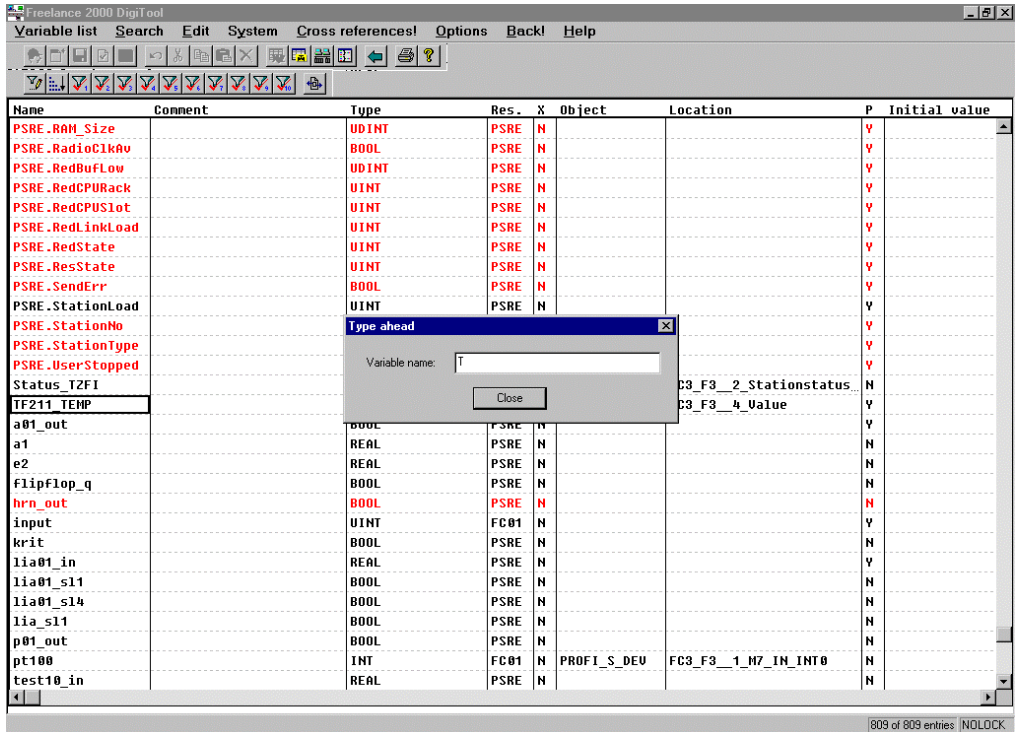 Freelance 2000 DigiTool
Variable list Search Edit System Cross references! Options Back! Help
Name Comment Type Res. X Object Location P Initial value
PSRE.RAM_Size UDINT PSRE N Y
PSRE.RadioClkAv BOOL PSRE N Y
PSRE.RedBufLow UDINT PSRE N Y
PSRE.RedCPURack UINT PSRE N Y
PSRE.RedCPUSlot UINT PSRE N Y
PSRE.RedLinkLoad UINT PSRE N Y
PSRE.RedState UINT PSRE N Y
PSRE.ResState UINT PSRE N Y
PSRE.SendErr BOOL PSRE N Y
PSRE.StationLoad UINT PSRE N Y
PSRE.StationNo Y
PSRE.StationType Y
PSRE.UserStopped Y
Status_TZFI C3_F3__2_Stationstatus_ N
TF211_TEMP C3_F3__4_Value Y
Type ahead
Variable name: T
Close
a01_out BOOL PSRE N Y
a1 REAL PSRE N N
e2 REAL PSRE N N
flipflop_q BOOL PSRE N N
hrn_out BOOL PSRE N N
input UINT FC01 N Y
krit BOOL PSRE N N
lia01_in REAL PSRE N Y
lia01_sl1 BOOL PSRE N N
lia01_sl4 BOOL PSRE N N
lia_sl1 BOOL PSRE N N
p01_out BOOL PSRE N N
pt100 INT FC01 N PROFI_S_DEV FC3_F3__1_M7_IN_INT0 N
test10_in REAL PSRE N N
809 of 809 entries NOLOCK